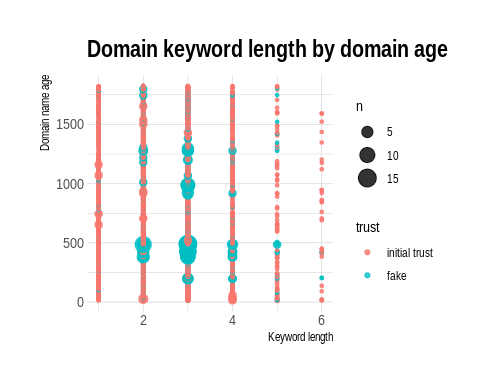 Domain keyword length by domain age
Domain name age
1500
1000
500
0
2
4
6
Keyword length
n
5
10
15
trust
initial trust
fake